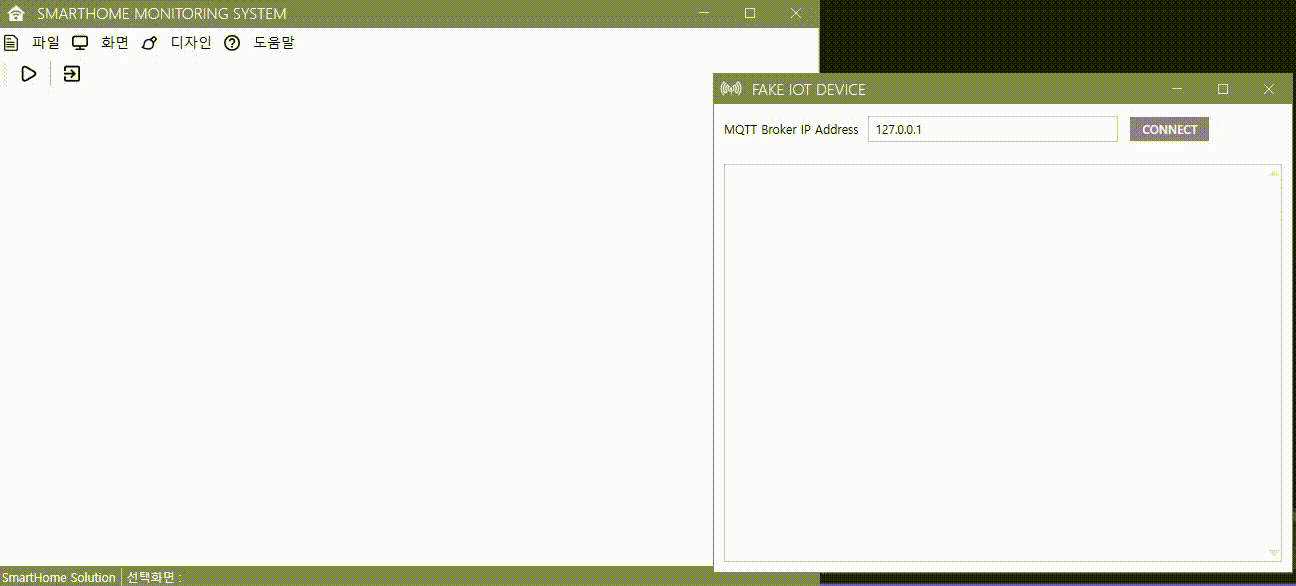 SMARTHOME MONITORING SYSTEM
파일 화면 디자인 도움말
FAKE IOT DEVICE
MQTT Broker IP Address 127.0.0.1 CONNECT
SmartHome Solution 선택화면 :